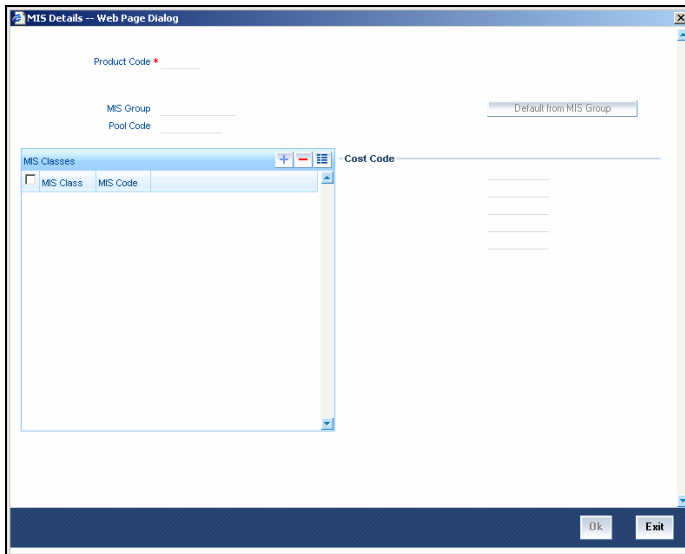 MIS Details -- Web Page Dialog
Product Code *
MIS Group
Default from MIS Group
Pool Code
MIS Classes
Cost Code
MIS Class MIS Code
Ok
Exit